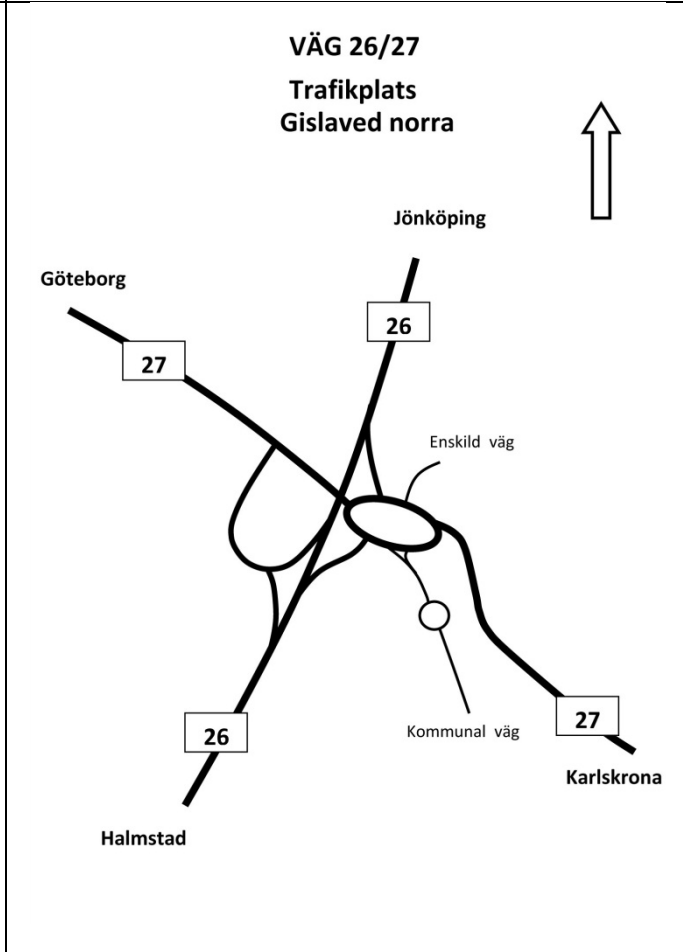 VÄG 26/27
Trafikplats
Gislaved norra
Jönköping
Göteborg
26
27
Enskild väg
26
27
Kommunal väg
Karlskrona
Halmstad